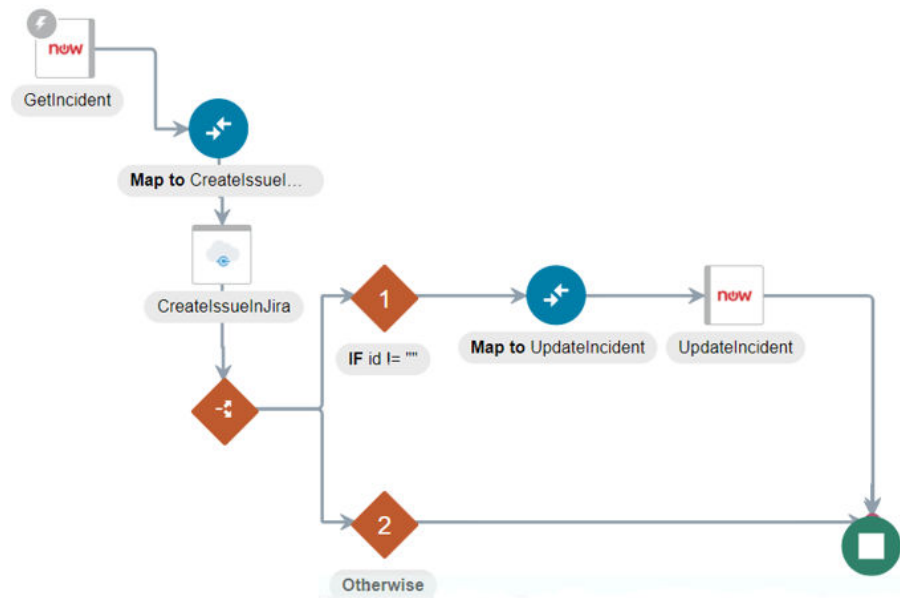 now
GetIncident
Map to CreateIssueI...
CreateIssueInJira
1
IF id != ""
Map to UpdateIncident
now
UpdateIncident
2
Otherwise